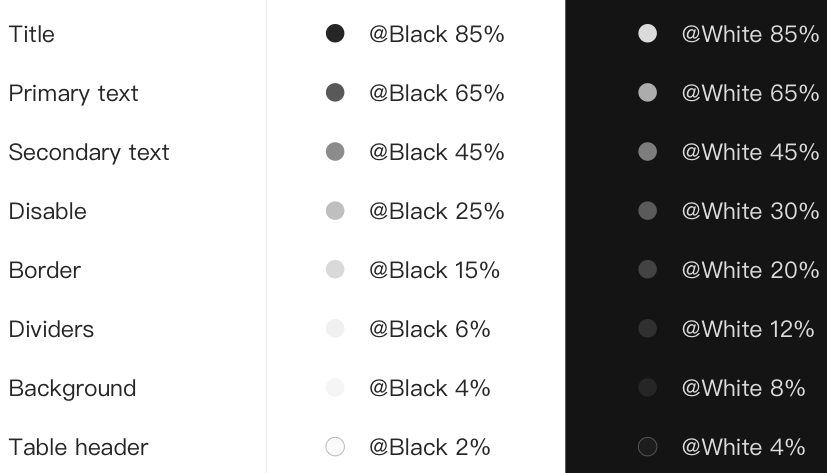 Title @Black 85% @White 85%
Primary text @Black 65% @White 65%
Secondary text @Black 45% @White 45%
Disable @Black 25% @White 30%
Border @Black 15% @White 20%
Dividers @Black 6% @White 12%
Background @Black 4% @White 8%
Table header @Black 2% @White 4%